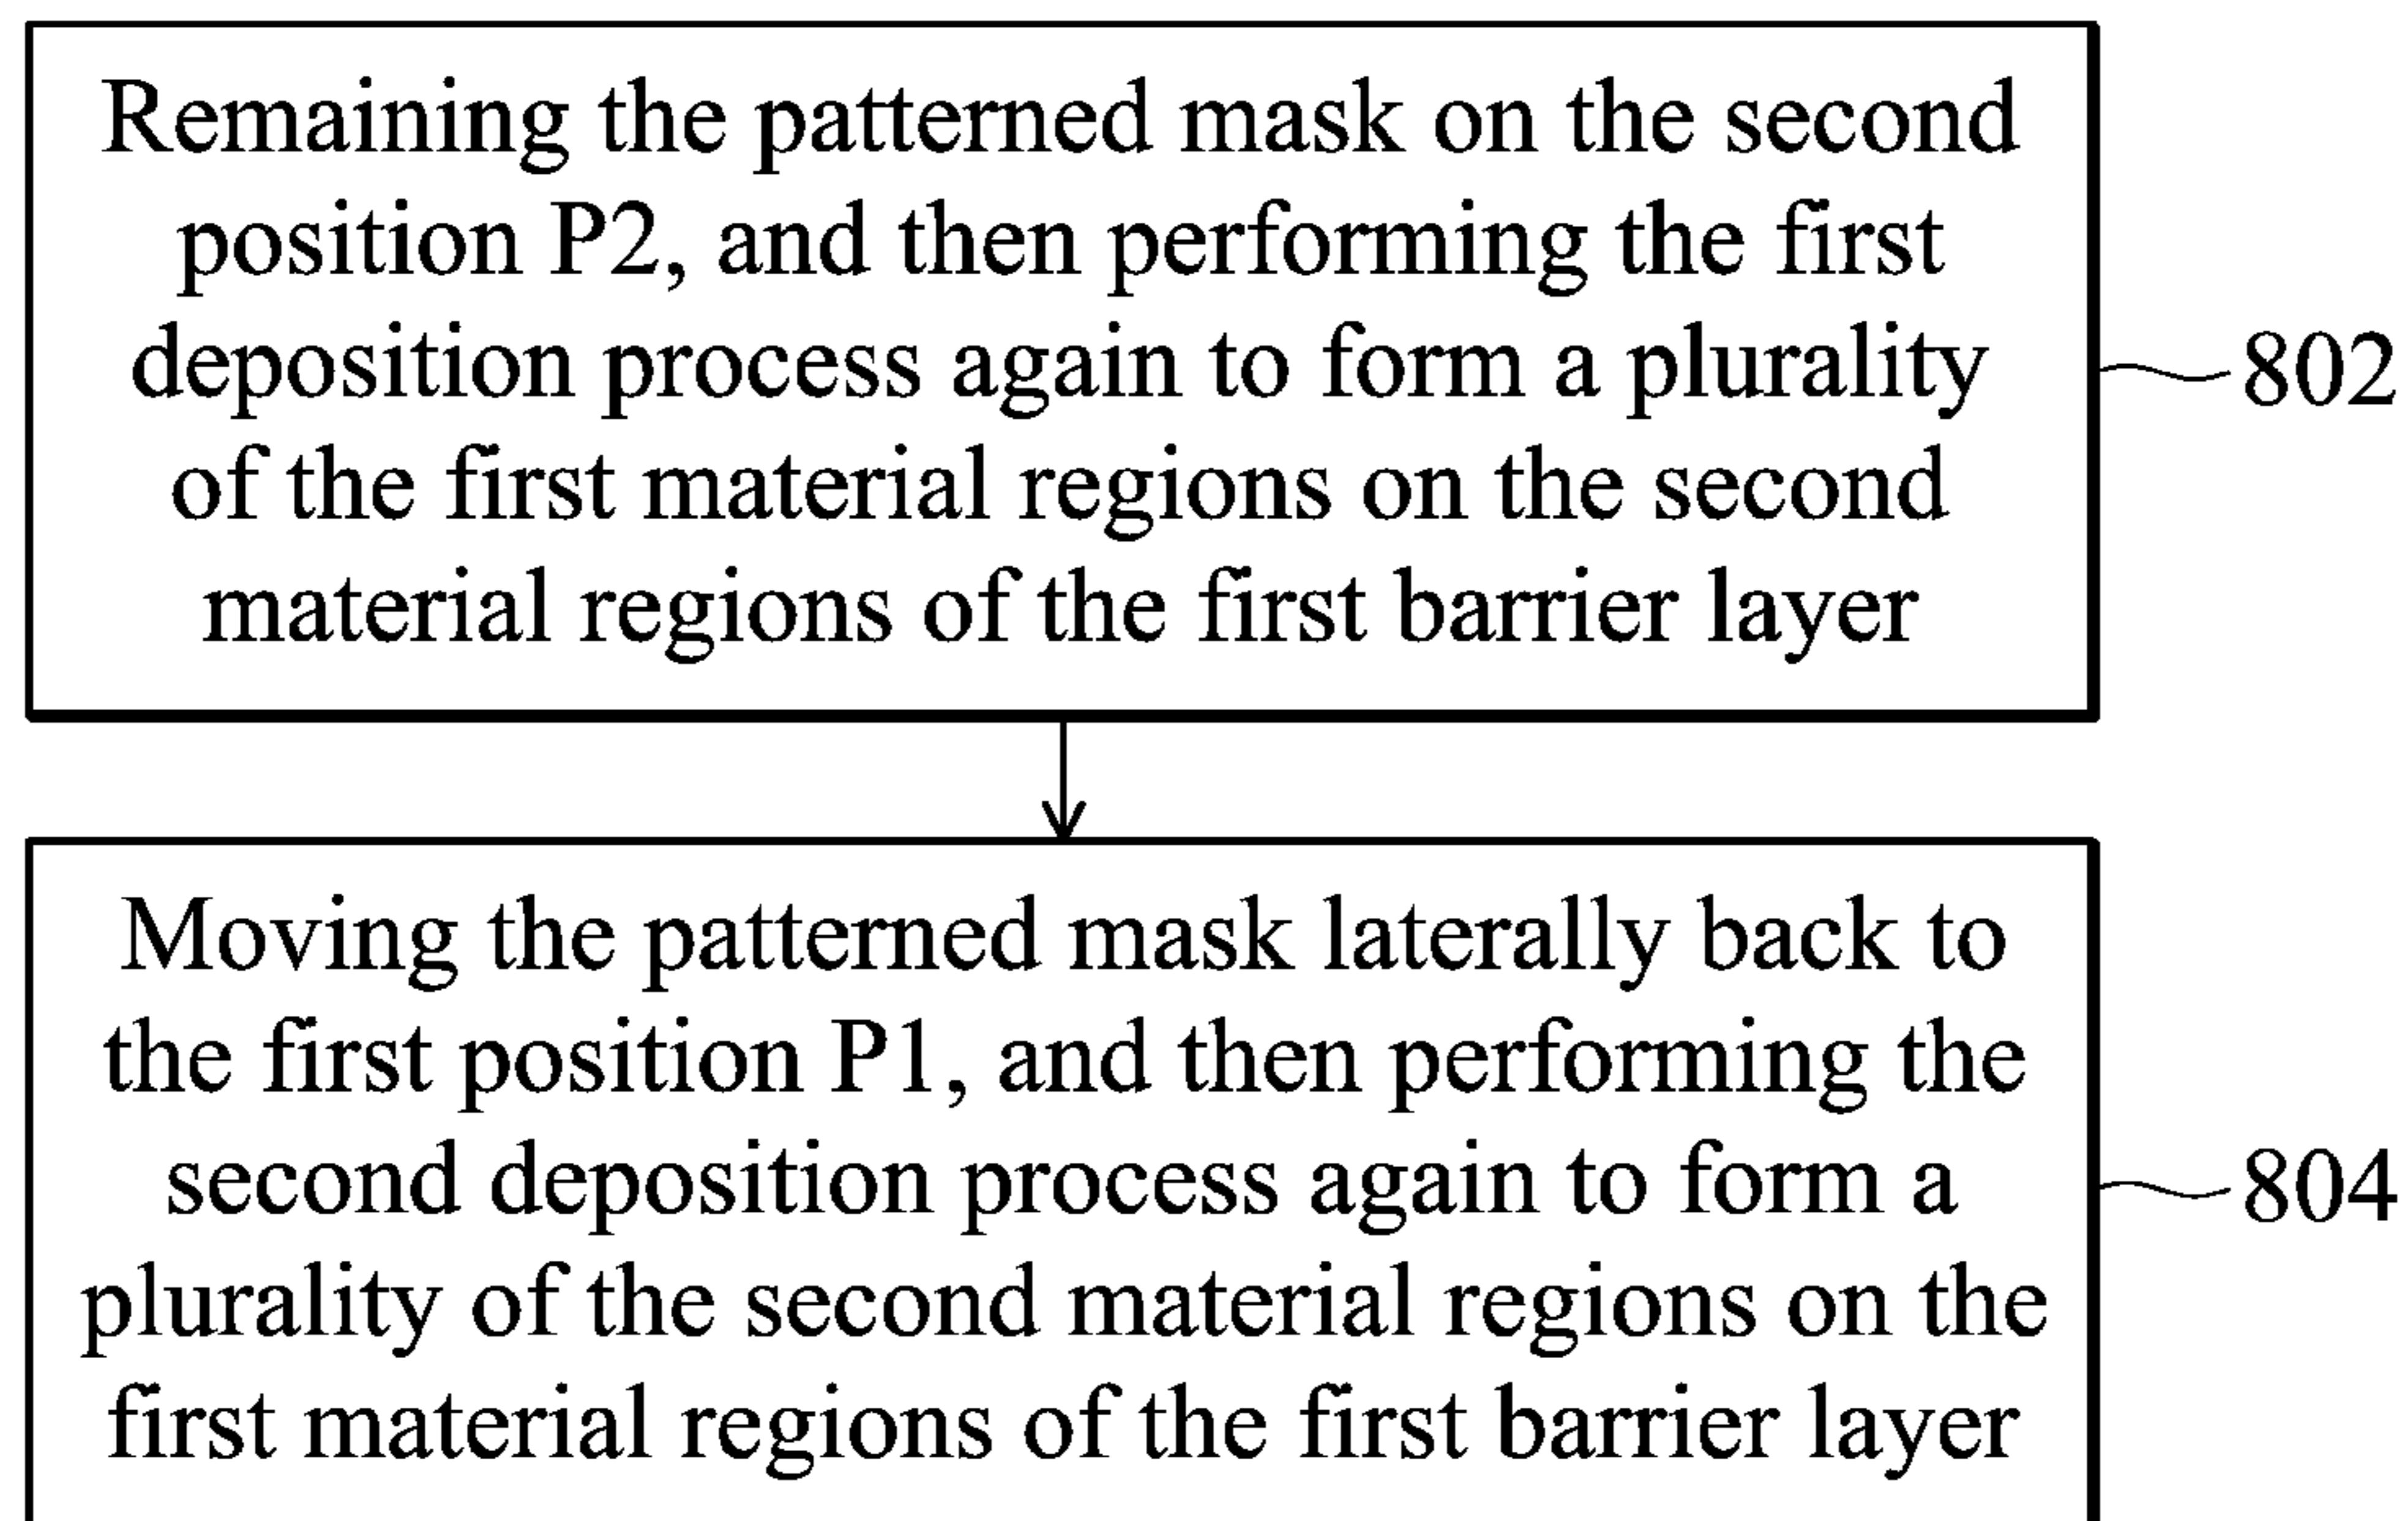 Remaining the patterned mask on the second
position P2, and then performing the first
deposition process again to form a plurality
of the first material regions on the second
material regions of the first barrier layer
802
Moving the patterned mask laterally back to
the first position P1, and then performing the
second deposition process again to form a
plurality of the second material regions on the
first material regions of the first barrier layer
804